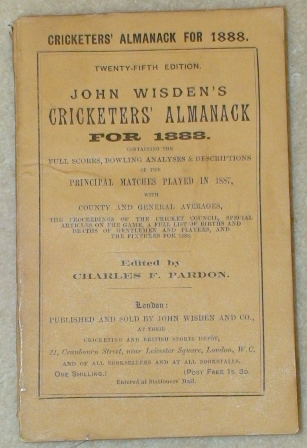 CRICKETERS' ALMANACK FOR 1888.
TWENTY-FIFTH EDITION.
JOHN WISDEN'S
CRICKETERS' ALMANACK
FOR 1888.
CONTAINING THE
FULL SCORES, BOWLING ANALYSES & DESCRIPTIONS
OF THE
PRINCIPAL MATCHES PLAYED IN 1887,
WITH
COUNTY AND GENERAL AVERAGES,
THE PROCEEDINGS OF THE CRICKET COUNCIL, SPECIAL
ARTICLES ON THE GAME, A FULL LIST OF BIRTHS AND
DEATHS OF GENTLEMEN AND PLAYERS, AND
THE FIXTURES FOR 1888.
Edited by
CHARLES F. PARDON.
London:
PUBLISHED AND SOLD BY JOHN WISDEN AND CO.,
AT THEIR
CRICKETING AND BRITISH SPORTS DEPÔT,
21, Cranbourn Street, near Leicester Square, London, W.C.
AND OF ALL BOOKSELLERS AND AT ALL BOOKSTALLS.
ONE SHILLING.] [POST FREE 1S. 3D.
Entered at Stationers' Hall.